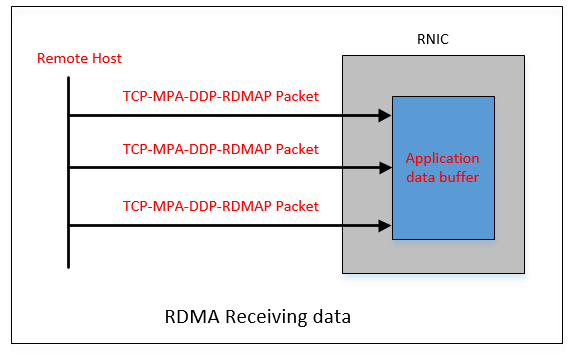 RNIC
Remote Host
TCP-MPA-DDP-RDMAP Packet
TCP-MPA-DDP-RDMAP Packet
Application
data buffer
TCP-MPA-DDP-RDMAP Packet
RDMA Receiving data